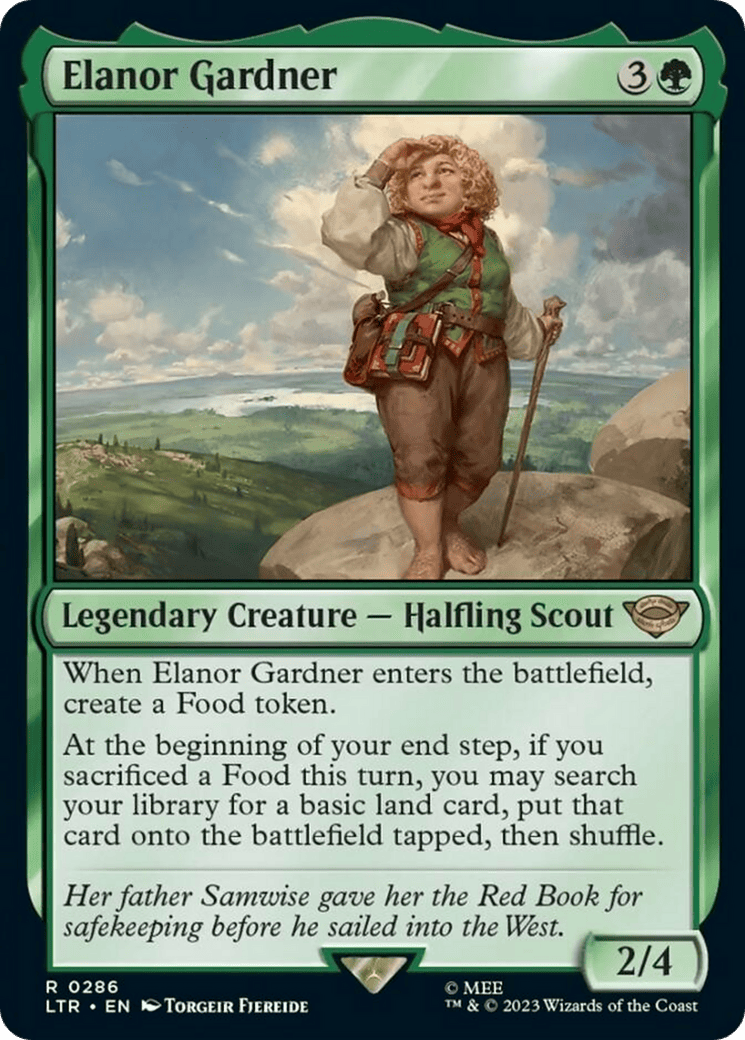 Elanor Gardner 3
Legendary Creature — Halfling Scout
When Elanor Gardner enters the battlefield,
create a Food token.
At the beginning of your end step, if you
sacrificed a Food this turn, you may search
your library for a basic land card, put that
card onto the battlefield tapped, then shuffle.
Her father Samwise gave her the Red Book for
safekeeping before he sailed into the West.
2/4
R 0286
LTR • EN Torgeir Fjereide
© MEE
™ & © 2023 Wizards of the Coast